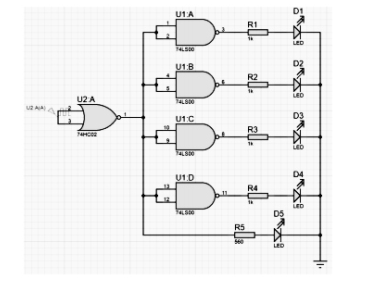 U1:A
D1
1
2
3
R1
1k
74LS00
LED
U1:B
D2
4
5
6
R2
1k
74LS00
LED
U2:A
U2:A(A)
2
3
1
74HC02
U1:C
D3
10
9
8
R3
1k
74LS00
LED
U1:D
D4
13
12
11
R4
1k
74LS00
LED
D5
R5
560
LED